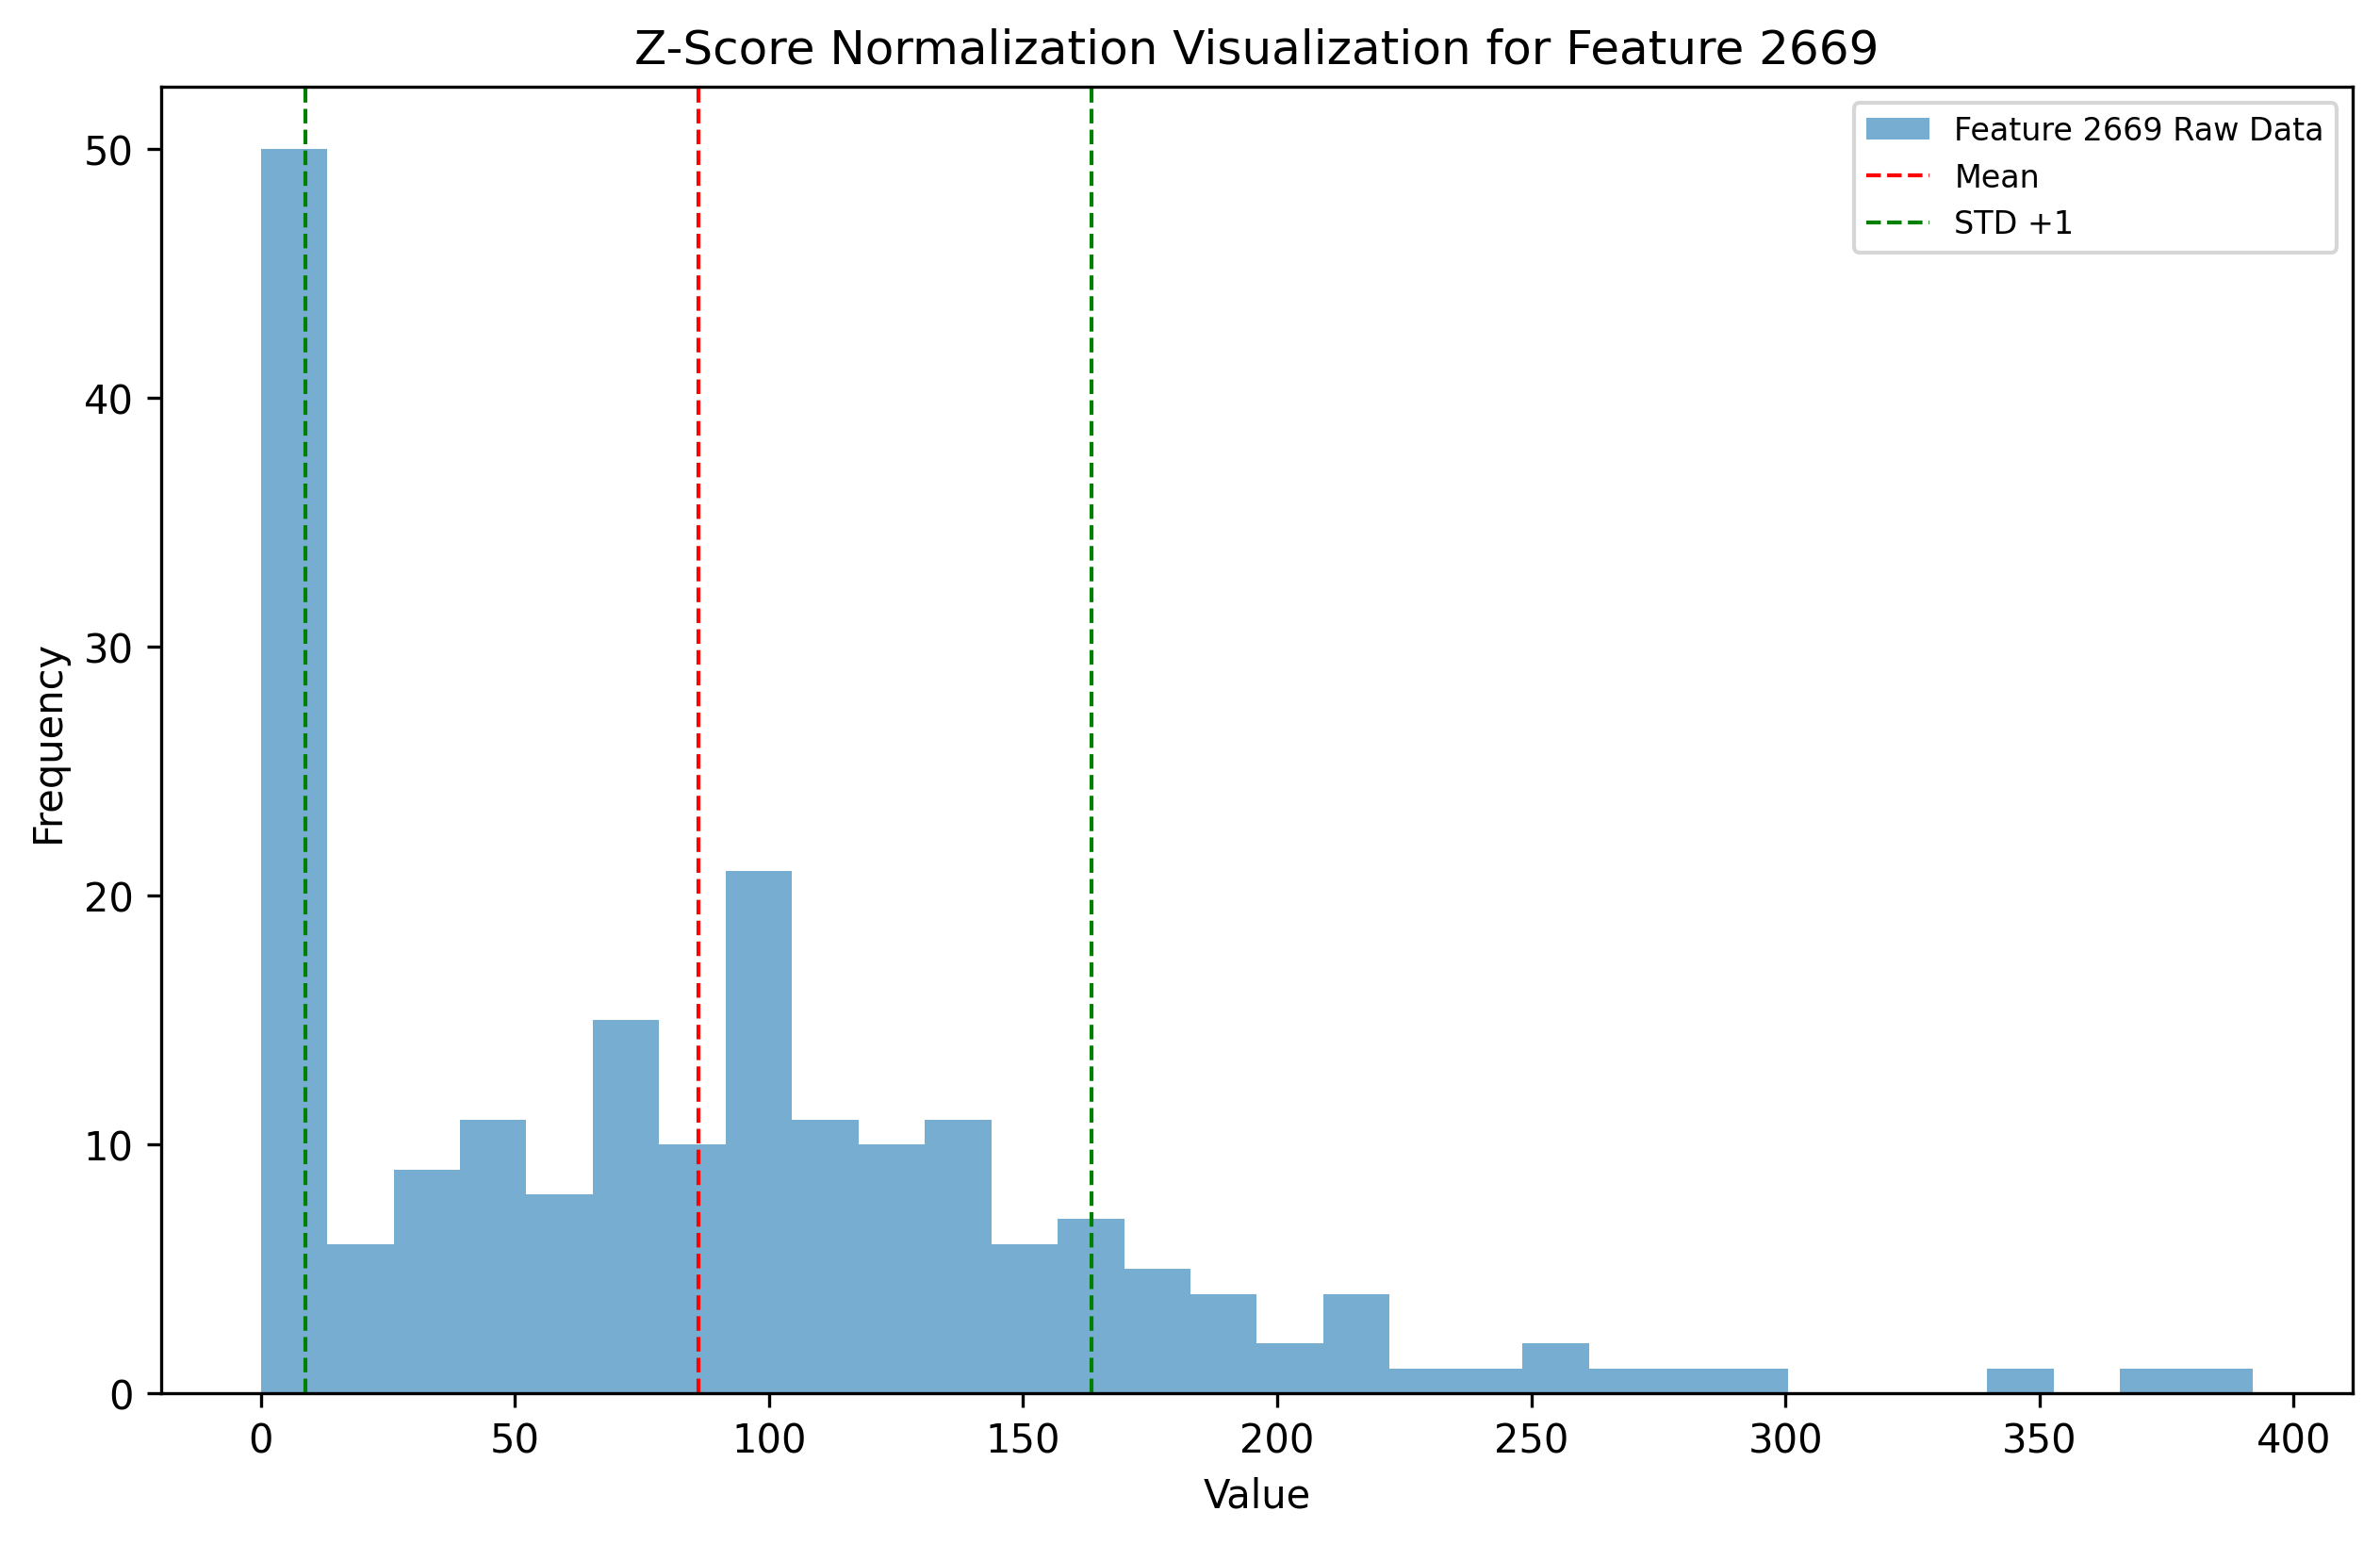 Z-Score Normalization Visualization for Feature 2669
Feature 2669 Raw Data
Mean
STD +1
50
40
30
20
10
0
Frequency
0 50 100 150 200 250 300 350 400
Value